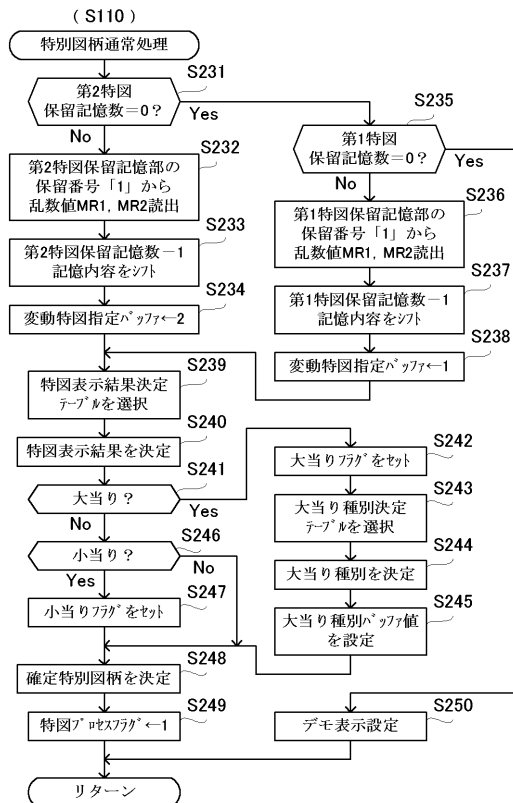 (S110)
特別図柄通常処理
S231
第2特図
保留記憶数=0?
Yes
No
S235
第1特図
保留記憶数=0?
Yes
No
S232
第2特図保留記憶部の
保留番号「1」から
乱数値MR1, MR2読出
S233
第2特図保留記憶数-1
記憶内容をシフト
S234
変動特図指定バッファ←2
S236
第1特図保留記憶部の
保留番号「1」から
乱数値MR1, MR2読出
S237
第1特図保留記憶数-1
記憶内容をシフト
S238
変動特図指定バッファ←1
S239
特図表示結果決定
テーブルを選択
S240
特図表示結果を決定
S241
大当り?
Yes
No
S242
大当りフラグをセット
S243
大当り種別決定
テーブルを選択
S244
大当り種別を決定
S245
大当り種別バッファ値
を設定
S246
小当り?
Yes
No
S247
小当りフラグをセット
S248
確定特別図柄を決定
S249
特図プロセスフラグ←1
S250
デモ表示設定
リターン